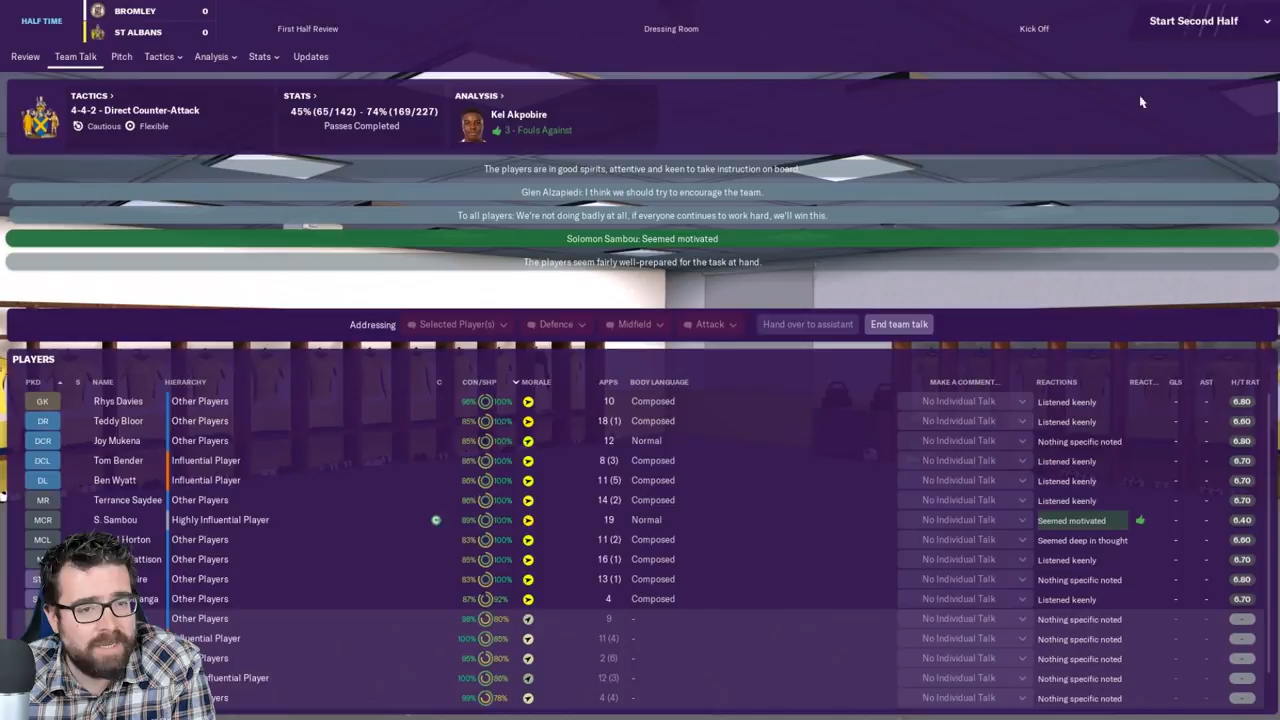 HALF TIME
BROMLEY 0
ST ALBANS 0
First Half Review
Dressing Room
Kick Off
Start Second Half
Review
Team Talk
Pitch
Tactics
Analysis
Stats
Updates
TACTICS
4-4-2 - Direct Counter-Attack
Cautious Flexible
STATS
45% (65/142) - 74% (169/227)
Passes Completed
ANALYSIS
Kel Akpobire
3 - Fouls Against
The players are in good spirits, attentive and keen to take instruction on board.
Glen Alzapiedi: I think we should try to encourage the team.
To all players: We're not doing badly at all, if everyone continues to work hard, we'll win this.
Solomon Sambou: Seemed motivated
The players seem fairly well-prepared for the task at hand.
Addressing Selected Player(s) Defence Midfield Attack Hand over to assistant End team talk
PLAYERS
PKD S NAME HIERARCHY C CON/SHP MORALE APPS BODY LANGUAGE MAKE A COMMENT... REACTIONS REACT... GLS AST H/T RAT
GK Rhys Davies Other Players 96% 100% 10 Composed No Individual Talk Listened keenly - - 6.80
DR Teddy Bloor Other Players 85% 100% 18 (1) Composed No Individual Talk Listened keenly - - 6.60
DCR Joy Mukena Other Players 85% 100% 12 Normal No Individual Talk Nothing specific noted - - 6.80
DCL Tom Bender Influential Player 86% 100% 8 (3) Composed No Individual Talk Listened keenly - - 6.70
DL Ben Wyatt Influential Player 86% 100% 11 (5) Composed No Individual Talk Listened keenly - - 6.70
MR Terrance Saydee Other Players 86% 100% 14 (2) Composed No Individual Talk Listened keenly - - 6.70
MCR S. Sambou Highly Influential Player C 89% 100% 19 Normal No Individual Talk Seemed motivated - - 6.40
MCL Horton Other Players 83% 100% 11 (2) Composed No Individual Talk Seemed deep in thought - - 6.60
M attison Other Players 85% 100% 16 (1) Composed No Individual Talk Listened keenly - - 6.70
ST ire Other Players 83% 100% 13 (1) Composed No Individual Talk Nothing specific noted - - 6.80
S anga Other Players 87% 92% 4 Composed No Individual Talk Listened keenly - - 6.70
Other Players 98% 80% 9 - No Individual Talk Nothing specific noted - - -
fluential Player 100% 85% 11 (4) - No Individual Talk Nothing specific noted - - -
Players 95% 80% 2 (6) - No Individual Talk Nothing specific noted - - -
nfluential Player 100% 86% 12 (3) - No Individual Talk Nothing specific noted - - -
ers 99% 78% 4 (4) - No Individual Talk Nothing specific noted - - -